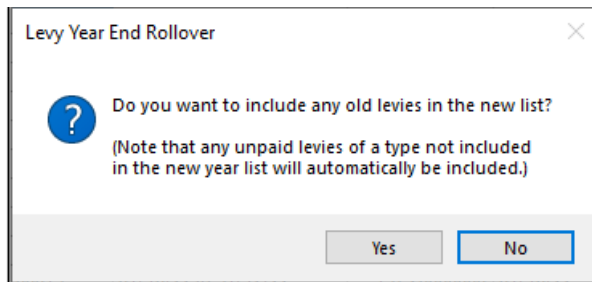 Levy Year End Rollover
Do you want to include any old levies in the new list?
(Note that any unpaid levies of a type not included
in the new year list will automatically be included.)
Yes
No